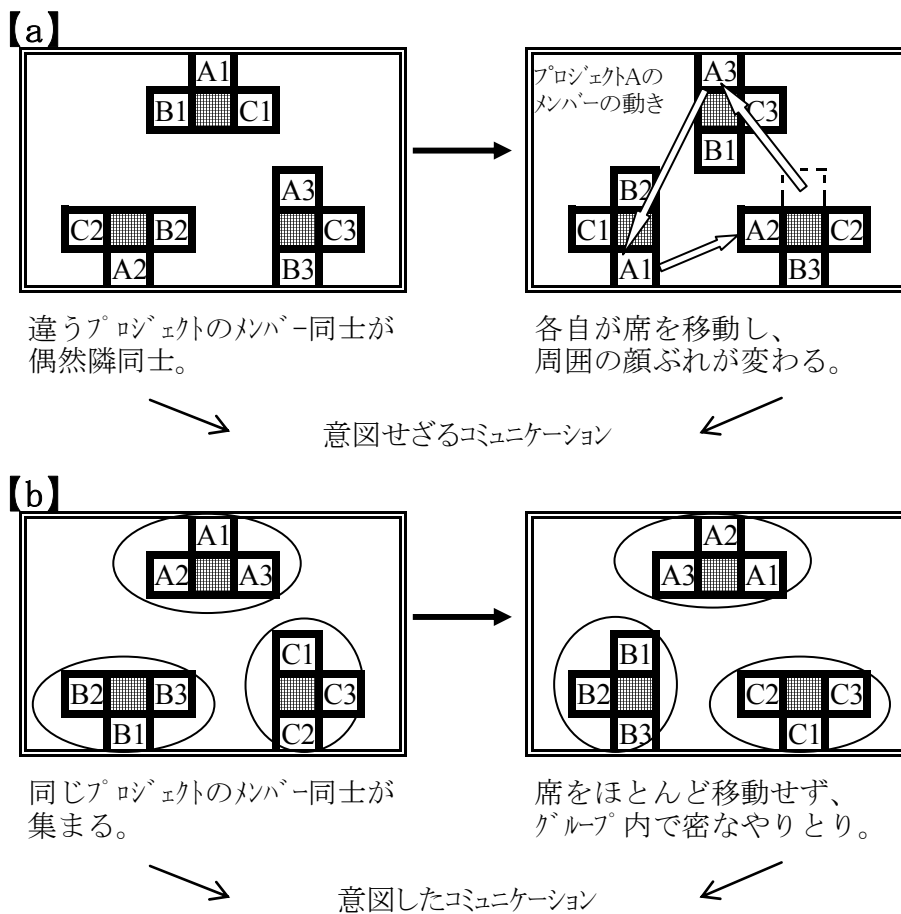 【a】
A1
B1 C1
A3
C2 B2 C3
A2 B3
プロジェクトAの
メンバーの動き
A3
C3
B1
B2
C1 A2 C2
A1 B3
違うプロジェクトのメンバー同士が
偶然隣同士。
各自が席を移動し、
周囲の顔ぶれが変わる。
意図せざるコミュニケーション
【b】
A1
A2 A3
C1
B2 B3 C3
B1 C2
A2
A3 A1
B1
B2 C2 C3
B3 C1
同じプロジェクトのメンバー同士が
集まる。
席をほとんど移動せず、
グループ内で密なやりとり。
意図したコミュニケーション